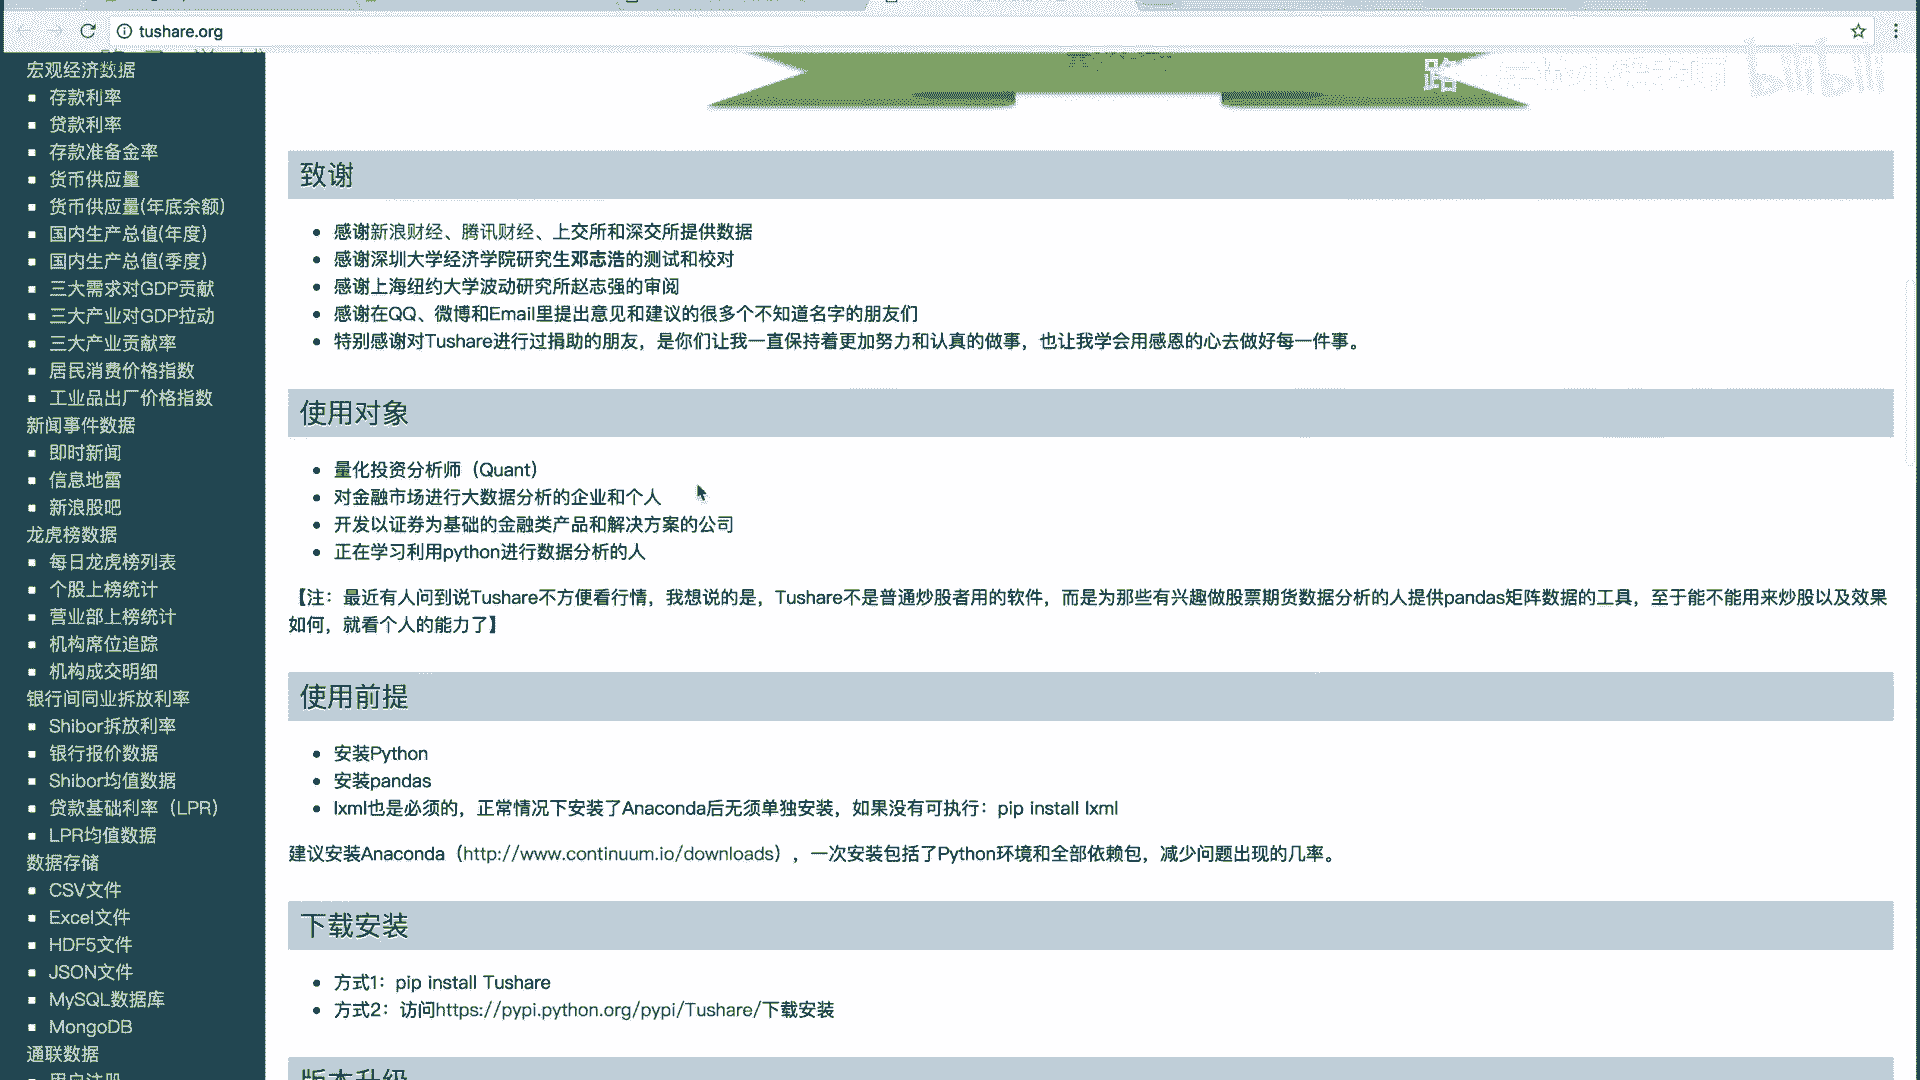 tushare.org
宏观经济数据
存款利率
贷款利率
存款准备金率
货币供应量
货币供应量(年底余额)
国内生产总值(年度)
国内生产总值(季度)
三大需求对GDP贡献
三大产业对GDP拉动
三大产业贡献率
居民消费价格指数
工业品出厂价格指数
新闻事件数据
即时新闻
信息地雷
新浪股吧
龙虎榜数据
每日龙虎榜列表
个股上榜统计
营业部上榜统计
机构席位追踪
机构成交明细
银行间同业拆放利率
Shibor拆放利率
银行报价数据
Shibor均值数据
贷款基础利率（LPR）
LPR均值数据
数据存储
CSV文件
Excel文件
HDF5文件
JSON文件
MySQL数据库
MongoDB
通联数据
路
bilibili
致谢
感谢新浪财经、腾讯财经、上交所和深交所提供数据
感谢深圳大学经济学院研究生邓志浩的测试和校对
感谢上海纽约大学波动研究所赵志强的审阅
感谢在QQ、微博和Email里提出意见和建议的很多个不知道名字的朋友们
特别感谢对Tushare进行过捐助的朋友，是你们让我一直保持着更加努力和认真的做事，也让我学会用感恩的心去做好每一件事。
使用对象
量化投资分析师（Quant）
对金融市场进行大数据分析的企业和个人
开发以证券为基础的金融类产品和解决方案的公司
正在学习利用python进行数据分析的人
【注：最近有人问到说Tushare不方便看行情，我想说的是，Tushare不是普通炒股者用的软件，而是为那些有兴趣做股票期货数据分析的人提供pandas矩阵数据的工具，至于能不能用来炒股以及效果
如何，就看个人的能力了】
使用前提
安装Python
安装pandas
lxml也是必须的，正常情况下安装了Anaconda后无须单独安装，如果没有可执行：pip install lxml
建议安装Anaconda（http://www.continuum.io/downloads），一次安装包括了Python环境和全部依赖包，减少问题出现的几率。
下载安装
方式1：pip install Tushare
方式2：访问https://pypi.python.org/pypi/Tushare/下载安装
版本升级